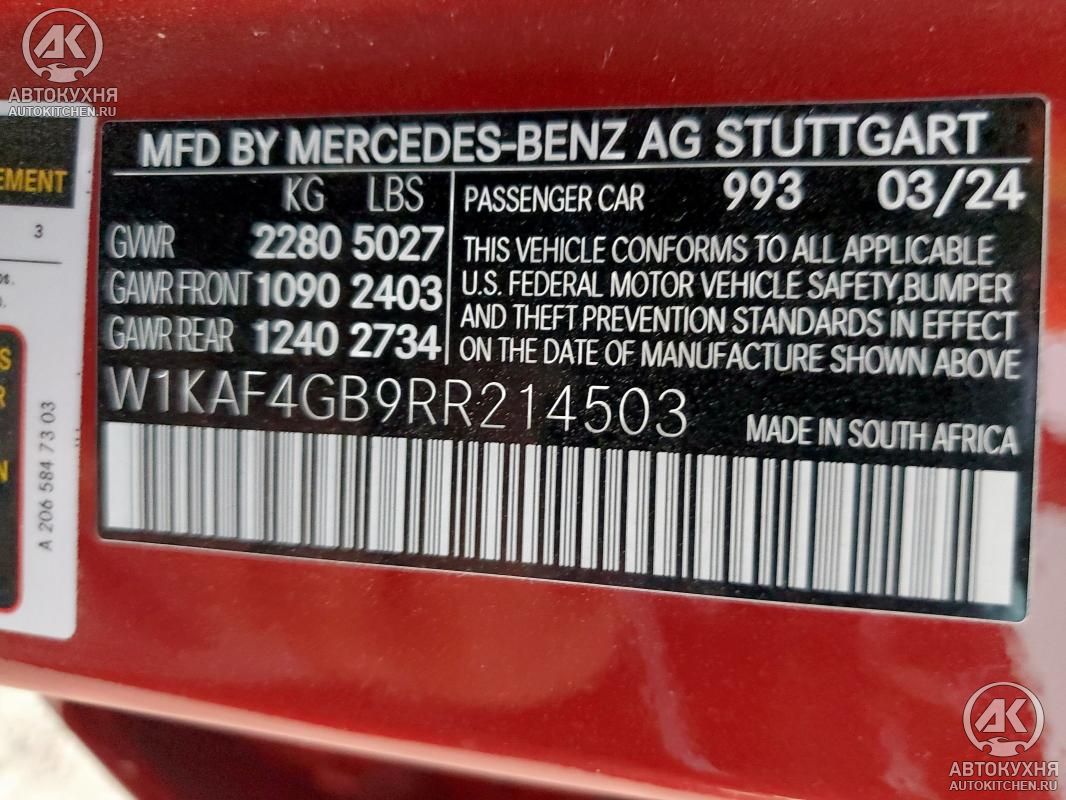 АК
АВТОКУХНЯ
AUTOKITCHEN.RU
MFD BY MERCEDES-BENZ AG STUTTGART
KG LBS
GVWR 2280 5027
GAWR FRONT 1090 2403
GAWR REAR 1240 2734
PASSENGER CAR 993 03/24
THIS VEHICLE CONFORMS TO ALL APPLICABLE
U.S. FEDERAL MOTOR VEHICLE SAFETY, BUMPER
AND THEFT PREVENTION STANDARDS IN EFFECT
ON THE DATE OF MANUFACTURE SHOWN ABOVE
W1KAF4GB9RR214503
MADE IN SOUTH AFRICA
EMENT
3
A 206 584 73 03
АК
АВТОКУХНЯ
AUTOKITCHEN.RU